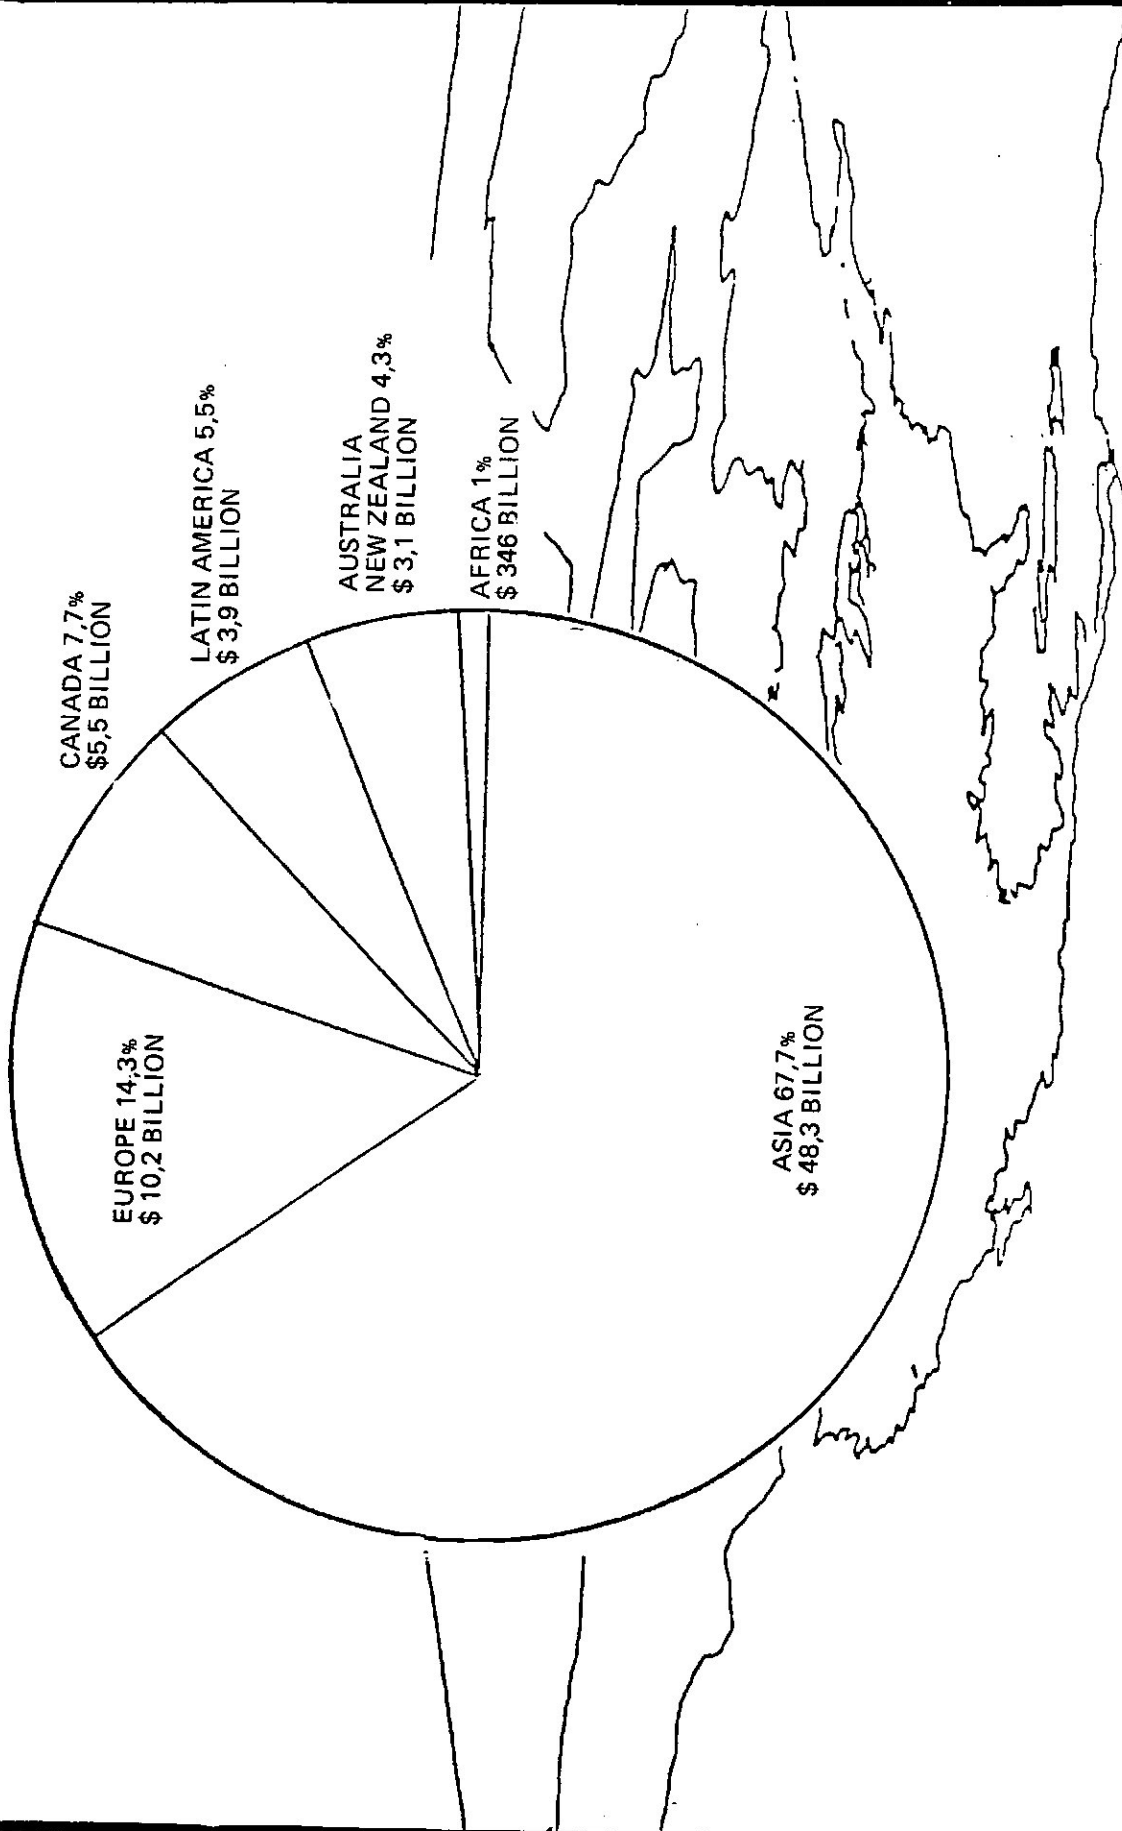 CANADA 7,7%
$5,5 BILLION
LATIN AMERICA 5,5%
$ 3,9 BILLION
AUSTRALIA
NEW ZEALAND 4,3%
$ 3,1 BILLION
AFRICA 1%
$ 346 BILLION
EUROPE 14,3%
$ 10,2 BILLION
ASIA 67,7%
$ 48,3 BILLION